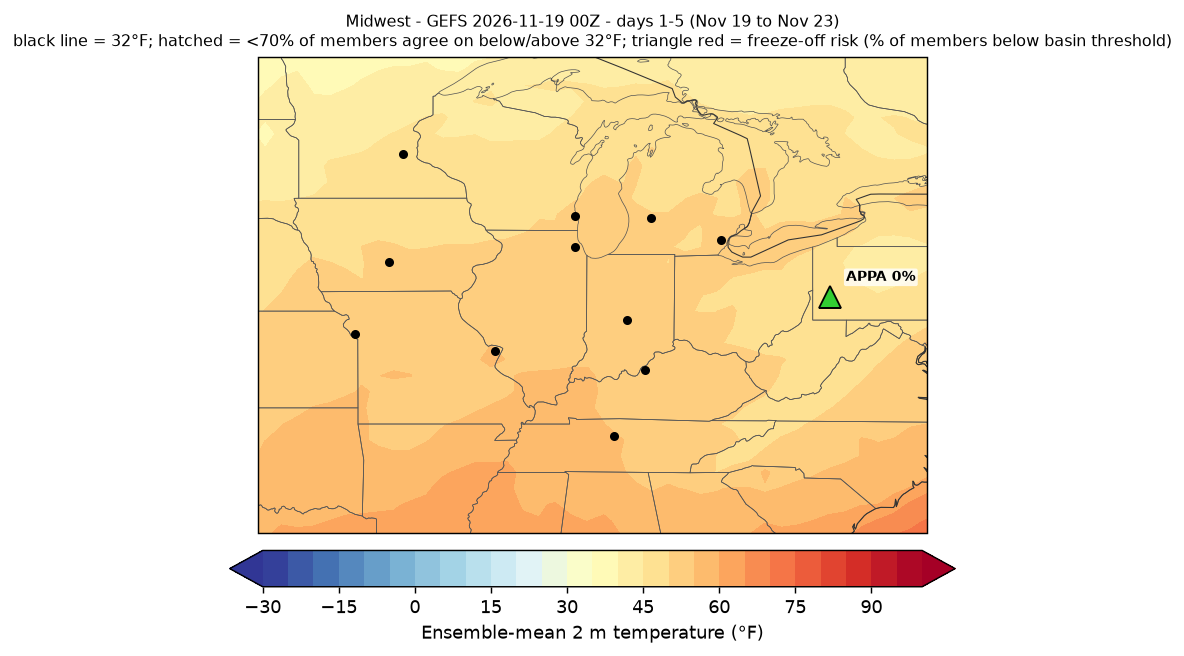 Midwest - GEFS 2026-11-19 00Z - days 1-5 (Nov 19 to Nov 23)
black line = 32°F; hatched = <70% of members agree on below/above 32°F; triangle red = freeze-off risk (% of members below basin threshold)
APPA 0%
−30 −15 0 15 30 45 60 75 90
Ensemble-mean 2 m temperature (°F)